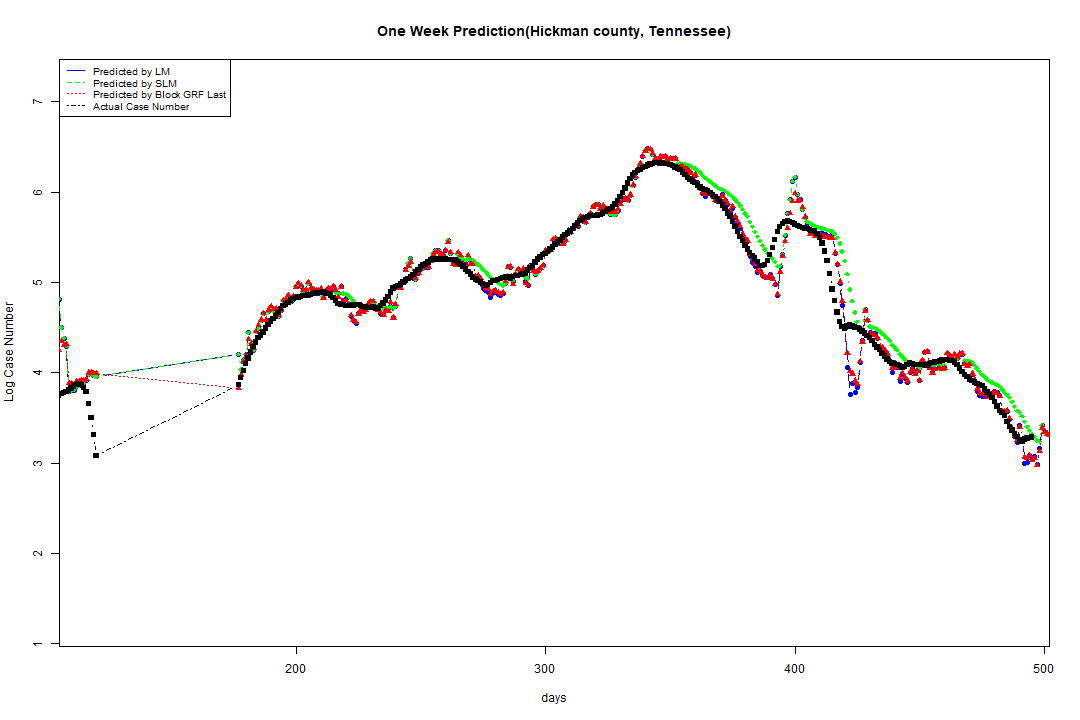 One Week Prediction(Hickman county, Tennessee)
Predicted by LM
Predicted by SLM
Predicted by Block GRF Last
Actual Case Number
7
6
5
4
3
2
1
Log Case Number
200 300 400 500
days